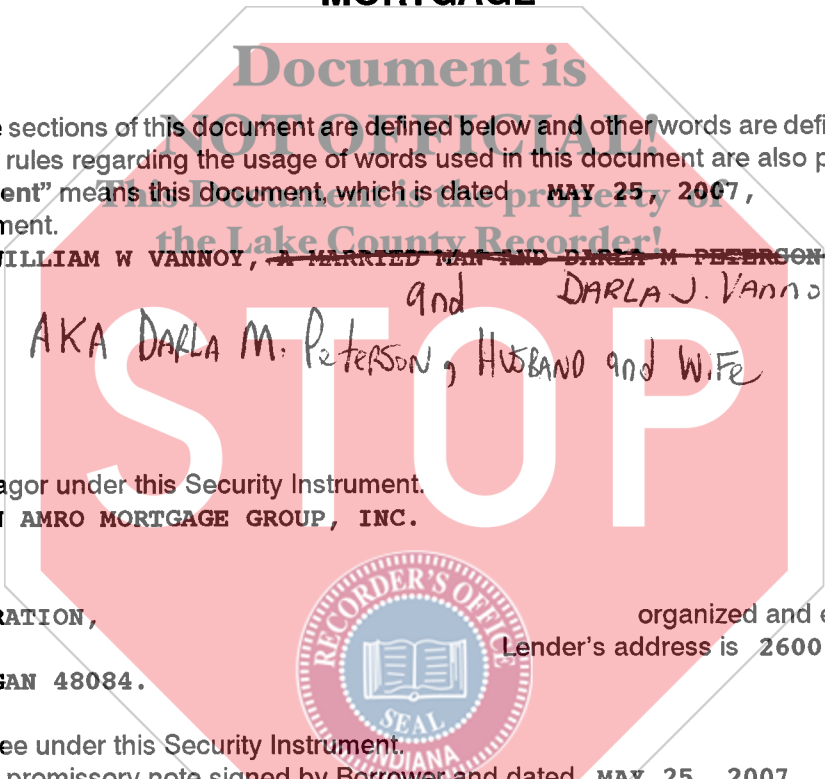 MORTGAGE
Document is
NOT OFFICIAL!
This Document is the property of
the Lake County Recorder!
sections of this document are defined below and other words are defi
rules regarding the usage of words used in this document are also p
ent” means this document, which is dated MAY 25, 2007,
ment.
WILLIAM W VANNOY, A MARRIED MAN AND DARLA M PETERSON
and DARLA J. Vanno
AKA DARLA M. Peterson, HUSBAND and WiFe
STOP
agor under this Security Instrument.
AMRO MORTGAGE GROUP, INC.
RATION, organized and e
Lender's address is 2600
GAN 48084.
RECORDER'S OFFICE
SEAL
INDIANA
ee under this Security Instrument.
promissory note signed by Borrower and dated MAY 25, 2007